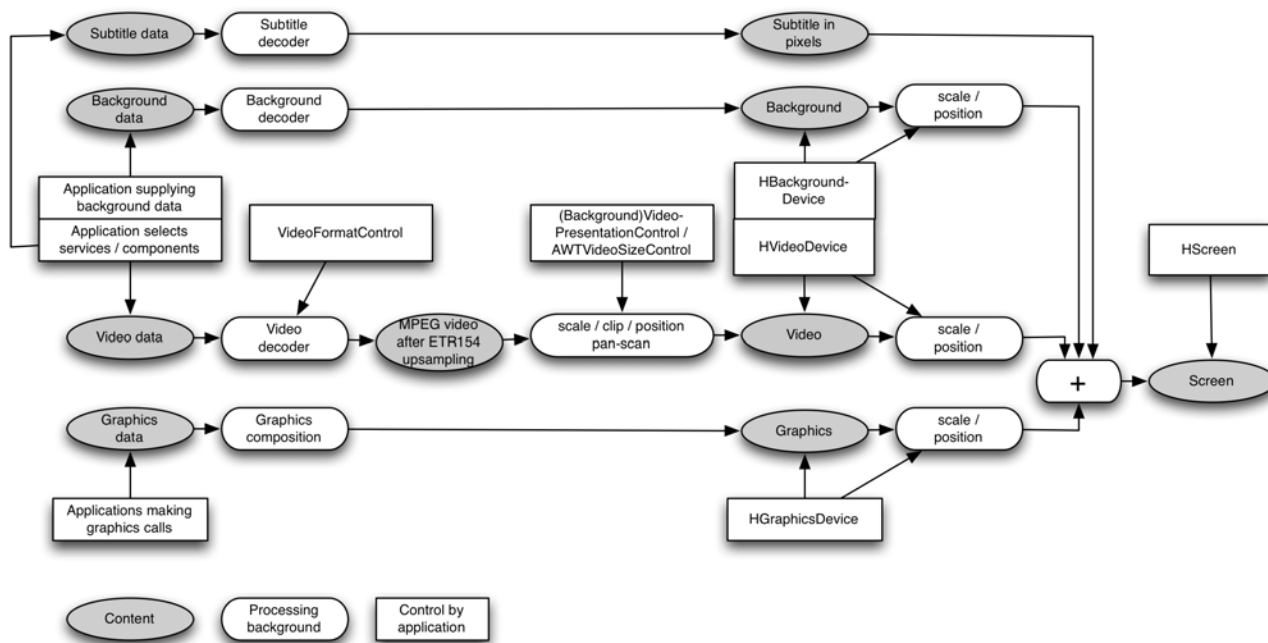 Subtitle data
Subtitle
decoder
Subtitle in
pixels
Background
data
Background
decoder
Background
scale /
position
Application supplying
background data
Application selects
services / components
VideoFormatControl
(Background)Video-
PresentationControl /
AWTVideoSizeControl
HBackground-
Device
HVideoDevice
HScreen
Video data
Video
decoder
MPEG video
after ETR154
upsampling
scale / clip / position
pan-scan
Video
scale /
position
+
Screen
Graphics
data
Graphics
composition
Graphics
scale /
position
Applications making
graphics calls
HGraphicsDevice
Content
Processing
background
Control by
application